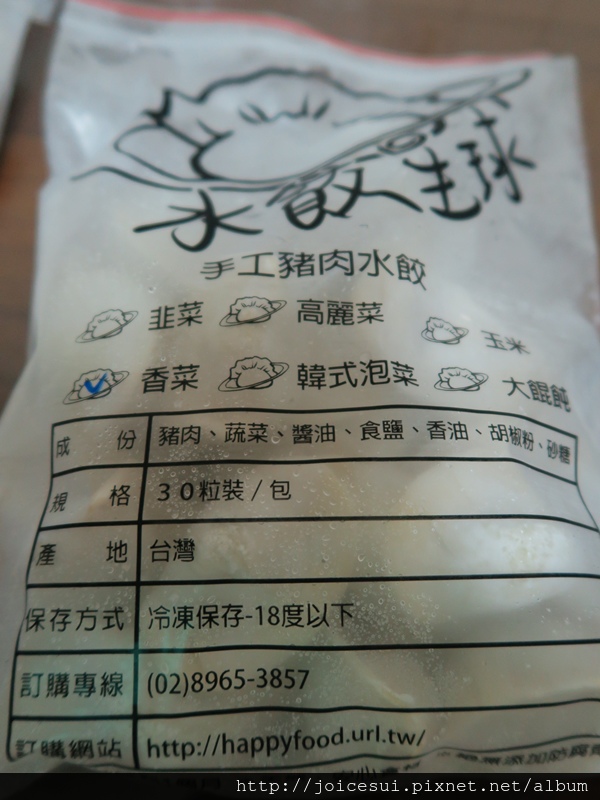 水餃星球
手工豬肉水餃
韭菜 高麗菜 玉米
香菜 韓式泡菜 大餛飩
成份 豬肉、蔬菜、醬油、食鹽、香油、胡椒粉、砂糖
規格 30粒裝/包
產地 台灣
保存方式 冷凍保存-18度以下
訂購專線 (02)8965-3857
訂購網站 http://happyfood.url.tw/
http://joicesui.pixnet.net/album